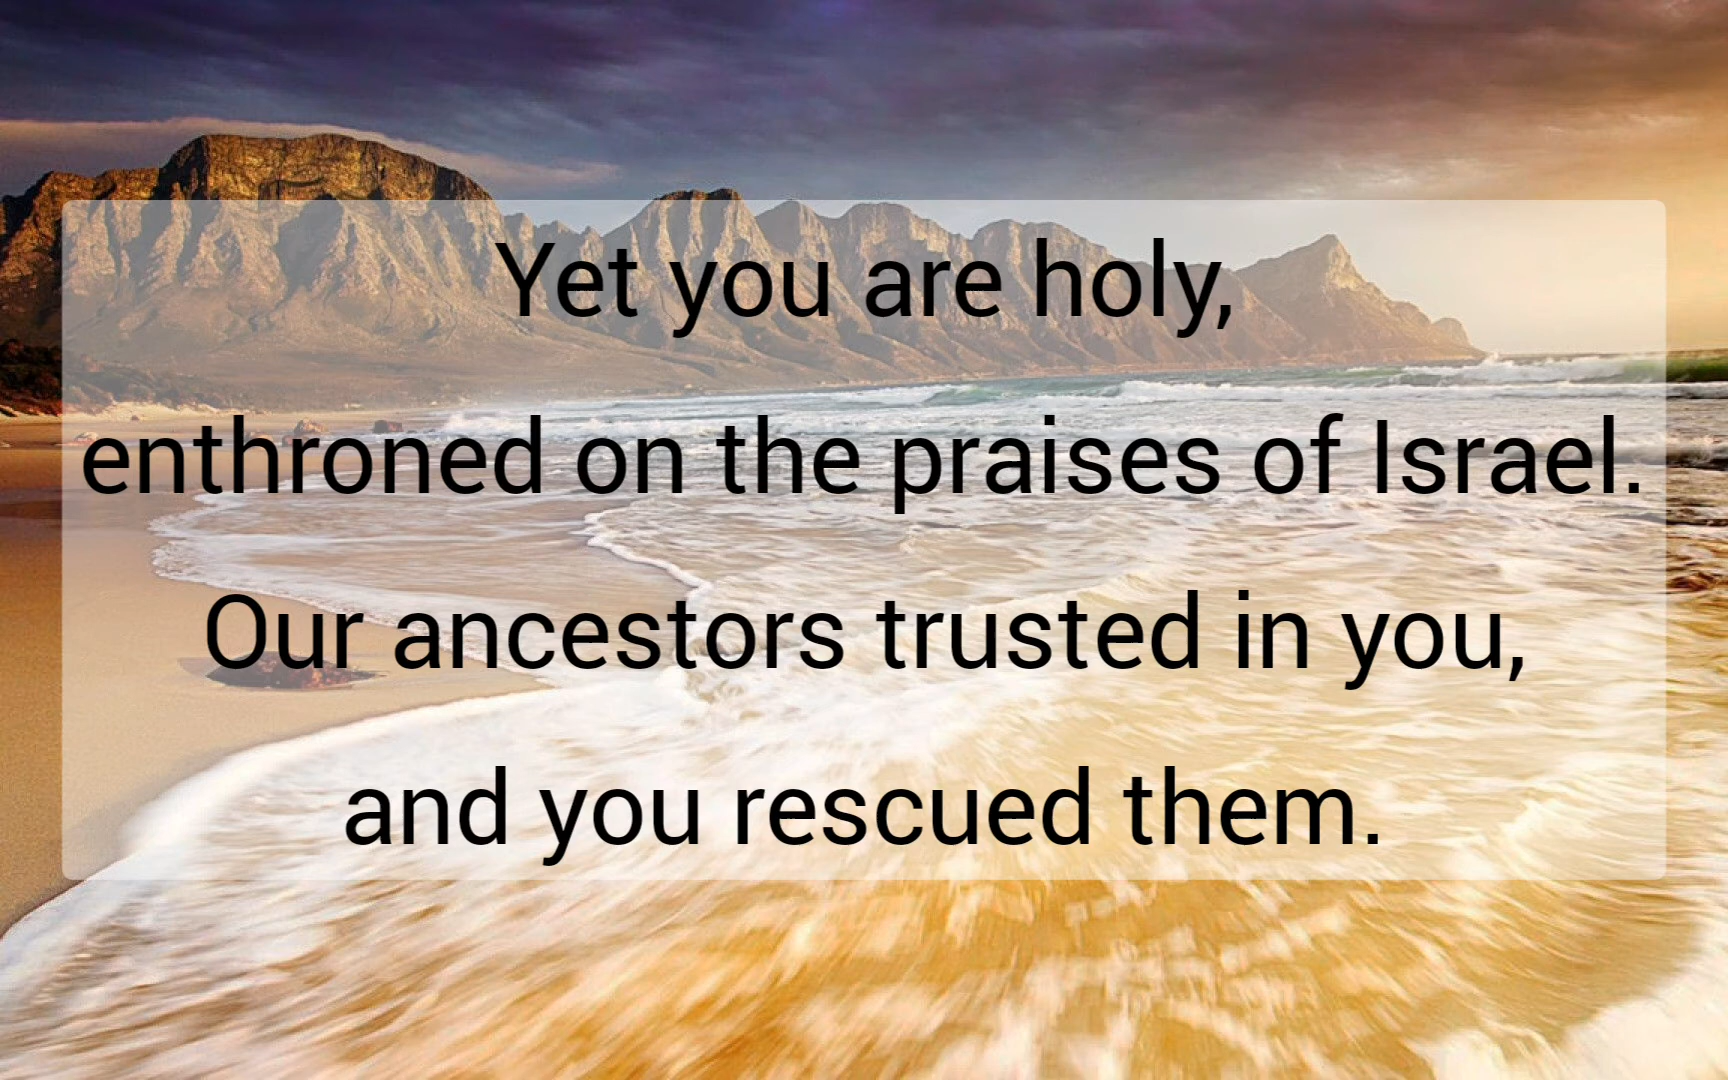 Yet you are holy,
enthroned on the praises of Israel.
Our ancestors trusted in you,
and you rescued them.